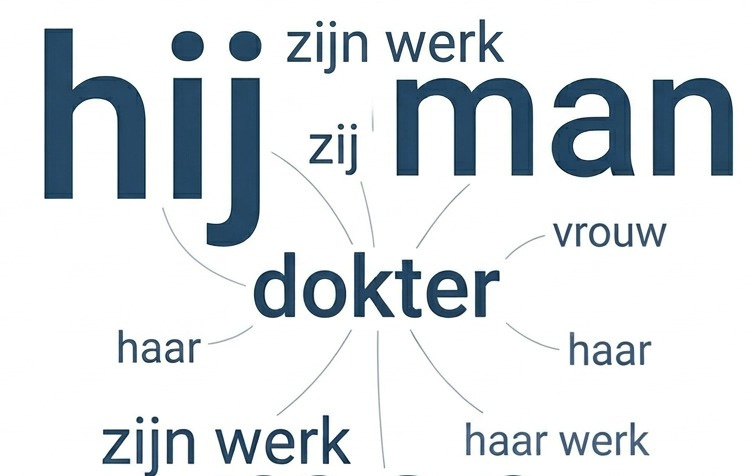 zijn werk
hij man
zij
vrouw
dokter
haar
haar
zijn werk
haar werk